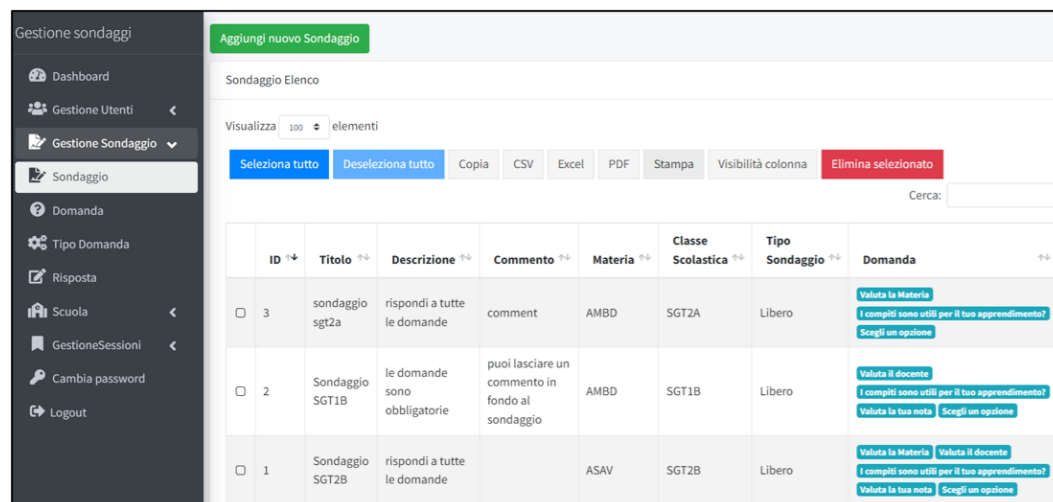 Gestione sondaggi
Dashboard
Gestione Utenti
Gestione Sondaggio
Sondaggio
Domanda
Tipo Domanda
Risposta
Scuola
GestioneSessioni
Cambia password
Logout
Aggiungi nuovo Sondaggio
Sondaggio Elenco
Visualizza 100 elementi
Seleziona tutto Deseleziona tutto Copia CSV Excel PDF Stampa Visibilità colonna Elimina selezionato
Cerca:
ID Titolo Descrizione Commento Materia Classe Scolastica Tipo Sondaggio Domanda
3 sondaggio sgt2a rispondi a tutte le domande comment AMBD SGT2A Libero Valuta la Materia
I compiti sono utili per il tuo apprendimento?
Scegli un opzione
2 Sondaggio SGT1B le domande sono obbligatorie puoi lasciare un commento in fondo al sondaggio AMBD SGT1B Libero Valuta il docente
I compiti sono utili per il tuo apprendimento?
Valuta la tua nota Scegli un opzione
1 Sondaggio SGT2B rispondi a tutte le domande ASAV SGT2B Libero Valuta la Materia Valuta il docente
I compiti sono utili per il tuo apprendimento?
Valuta la tua nota Scegli un opzione